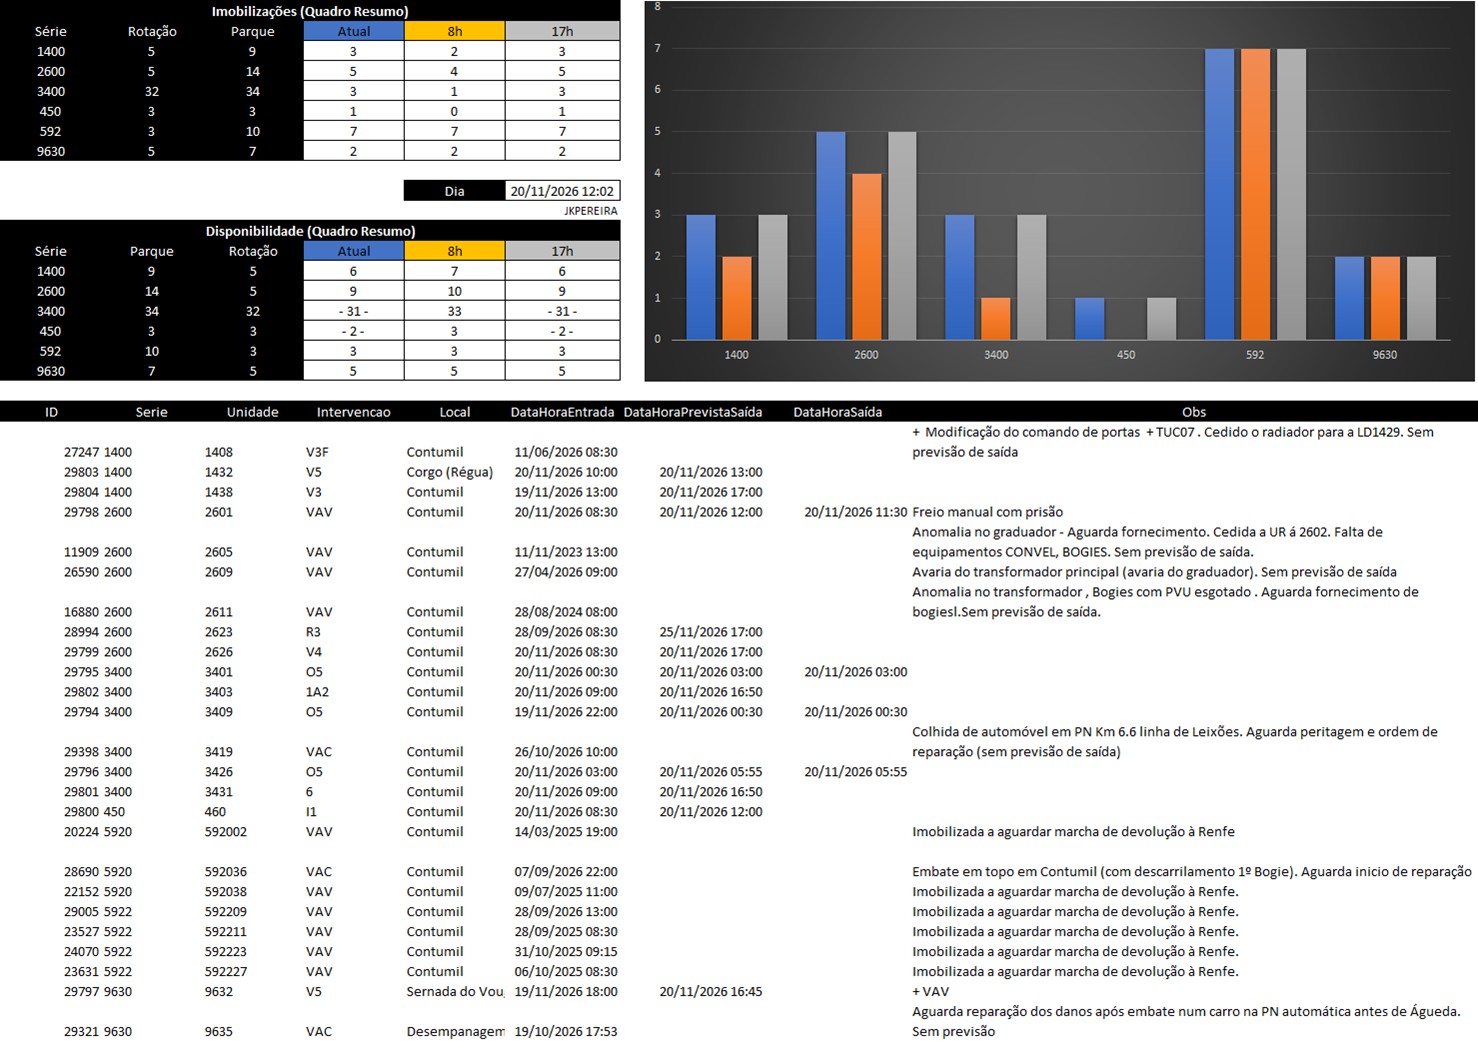 Imobilizações (Quadro Resumo)
Série Rotação Parque Atual 8h 17h
1400 5 9 3 2 3
2600 5 14 5 4 5
3400 32 34 3 1 3
450 3 3 1 0 1
592 3 10 7 7 7
9630 5 7 2 2 2
Dia 20/11/2026 12:02
JKPEREIRA
Disponibilidade (Quadro Resumo)
Série Parque Rotação Atual 8h 17h
1400 9 5 6 7 6
2600 14 5 9 10 9
3400 34 32 - 31 - 33 - 31 -
450 3 3 - 2 - 3 - 2 -
592 10 3 3 3 3
9630 7 5 5 5 5
8
7
6
5
4
3
2
1
0
1400 2600 3400 450 592 9630
ID Serie Unidade Intervencao Local DataHoraEntrada DataHoraPrevistaSaída DataHoraSaída Obs
+ Modificação do comando de portas + TUC07 . Cedido o radiador para a LD1429. Sem
27247 1400 1408 V3F Contumil 11/06/2026 08:30 previsão de saída
29803 1400 1432 V5 Corgo (Régua) 20/11/2026 10:00 20/11/2026 13:00
29804 1400 1438 V3 Contumil 19/11/2026 13:00 20/11/2026 17:00
29798 2600 2601 VAV Contumil 20/11/2026 08:30 20/11/2026 12:00 20/11/2026 11:30 Freio manual com prisão
Anomalia no graduador - Aguarda fornecimento. Cedida a UR á 2602. Falta de
11909 2600 2605 VAV Contumil 11/11/2023 13:00 equipamentos CONVEL, BOGIES. Sem previsão de saída.
26590 2600 2609 VAV Contumil 27/04/2026 09:00 Avaria do transformador principal (avaria do graduador). Sem previsão de saída
Anomalia no transformador , Bogies com PVU esgotado . Aguarda fornecimento de
16880 2600 2611 VAV Contumil 28/08/2024 08:00 bogiesl.Sem previsão de saída.
28994 2600 2623 R3 Contumil 28/09/2026 08:30 25/11/2026 17:00
29799 2600 2626 V4 Contumil 20/11/2026 08:30 20/11/2026 17:00
29795 3400 3401 O5 Contumil 20/11/2026 00:30 20/11/2026 03:00 20/11/2026 03:00
29802 3400 3403 1A2 Contumil 20/11/2026 09:00 20/11/2026 16:50
29794 3400 3409 O5 Contumil 19/11/2026 22:00 20/11/2026 00:30 20/11/2026 00:30
Colhida de automóvel em PN Km 6.6 linha de Leixões. Aguarda peritagem e ordem de
29398 3400 3419 VAC Contumil 26/10/2026 10:00 reparação (sem previsão de saída)
29796 3400 3426 O5 Contumil 20/11/2026 03:00 20/11/2026 05:55 20/11/2026 05:55
29801 3400 3431 6 Contumil 20/11/2026 09:00 20/11/2026 16:50
29800 450 460 I1 Contumil 20/11/2026 08:30 20/11/2026 12:00
20224 5920 592002 VAV Contumil 14/03/2025 19:00 Imobilizada a aguardar marcha de devolução à Renfe
28690 5920 592036 VAC Contumil 07/09/2026 22:00 Embate em topo em Contumil (com descarrilamento 1º Bogie). Aguarda inicio de reparação
22152 5920 592038 VAV Contumil 09/07/2025 11:00 Imobilizada a aguardar marcha de devolução à Renfe.
29005 5922 592209 VAV Contumil 28/09/2026 13:00 Imobilizada a aguardar marcha de devolução à Renfe.
23527 5922 592211 VAV Contumil 28/09/2025 08:30 Imobilizada a aguardar marcha de devolução à Renfe.
24070 5922 592223 VAV Contumil 31/10/2025 09:15 Imobilizada a aguardar marcha de devolução à Renfe.
23631 5922 592227 VAV Contumil 06/10/2025 08:30 Imobilizada a aguardar marcha de devolução à Renfe.
29797 9630 9632 V5 Sernada do Vou 19/11/2026 18:00 20/11/2026 16:45 + VAV
Aguarda reparação dos danos após embate num carro na PN automática antes de Águeda.
29321 9630 9635 VAC Desempanagem 19/10/2026 17:53 Sem previsão